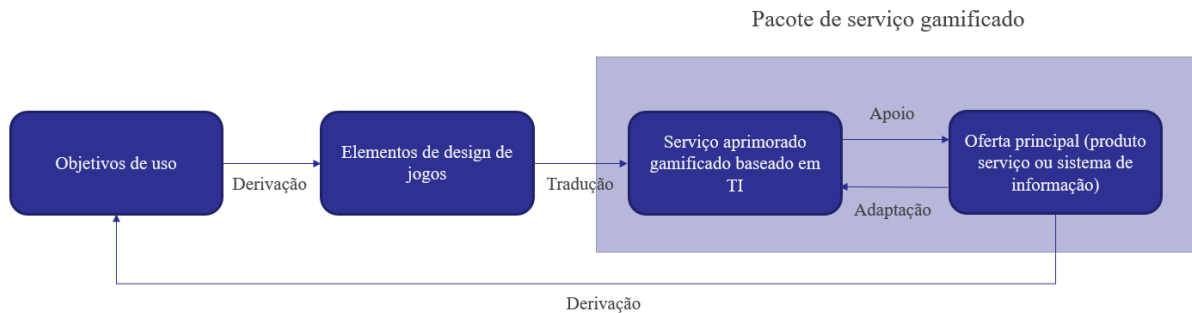 Pacote de serviço gamificado
Objetivos de uso
Derivação
Elementos de design de
jogos
Tradução
Serviço aprimorado
gamificado baseado em
TI
Apoio
Adaptação
Oferta principal (produto
serviço ou sistema de
informação)
Derivação